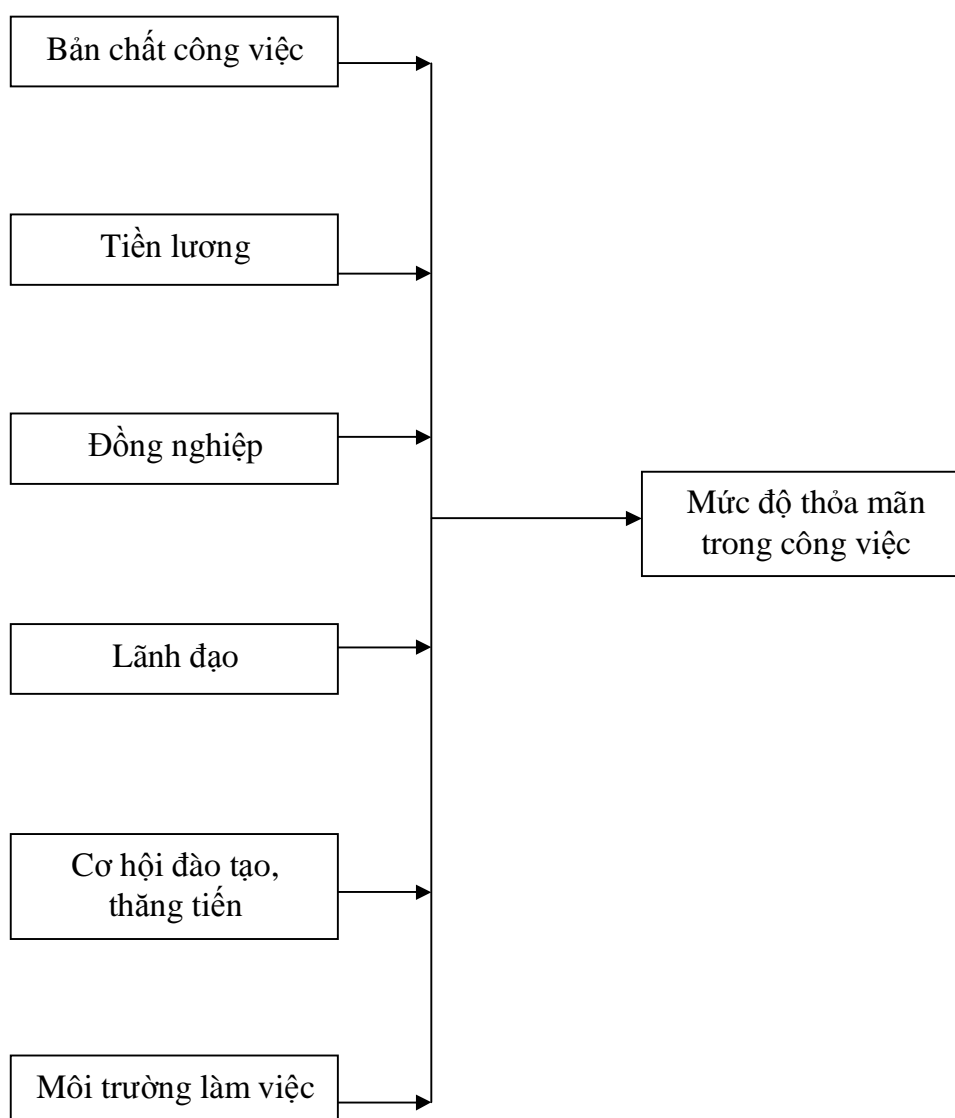 Bản chất công việc
Tiền lương
Đồng nghiệp
Mức độ thỏa mãn
trong công việc
Lãnh đạo
Cơ hội đào tạo,
thăng tiến
Môi trường làm việc